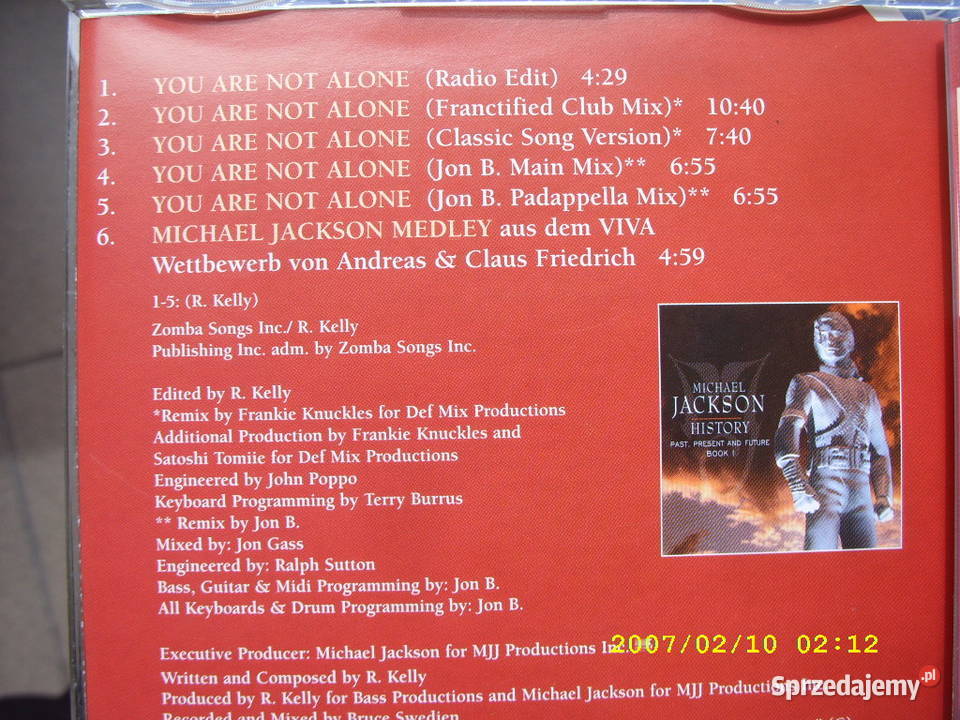 1. YOU ARE NOT ALONE (Radio Edit) 4:29
2. YOU ARE NOT ALONE (Franctified Club Mix)* 10:40
3. YOU ARE NOT ALONE (Classic Song Version)* 7:40
4. YOU ARE NOT ALONE (Jon B. Main Mix)** 6:55
5. YOU ARE NOT ALONE (Jon B. Padappella Mix)** 6:55
6. MICHAEL JACKSON MEDLEY aus dem VIVA
Wettbewerb von Andreas & Claus Friedrich 4:59
1-5: (R. Kelly)
Zomba Songs Inc./ R. Kelly
Publishing Inc. adm. by Zomba Songs Inc.
Edited by R. Kelly
*Remix by Frankie Knuckles for Def Mix Productions
Additional Production by Frankie Knuckles and
Satoshi Tomiie for Def Mix Productions
Engineered by John Poppo
Keyboard Programming by Terry Burrus
** Remix by Jon B.
Mixed by: Jon Gass
Engineered by: Ralph Sutton
Bass, Guitar & Midi Programming by: Jon B.
All Keyboards & Drum Programming by: Jon B.
MICHAEL
JACKSON
HISTORY
PAST, PRESENT AND FUTURE
BOOK I
Executive Producer: Michael Jackson for MJJ Productions Inc.
2007/02/10 02:12
Written and Composed by R. Kelly
Produced by R. Kelly for Bass Productions and Michael Jackson for MJJ Productions
Sprzedajemy.pl
Recorded and Mixed by Bruce Swedien